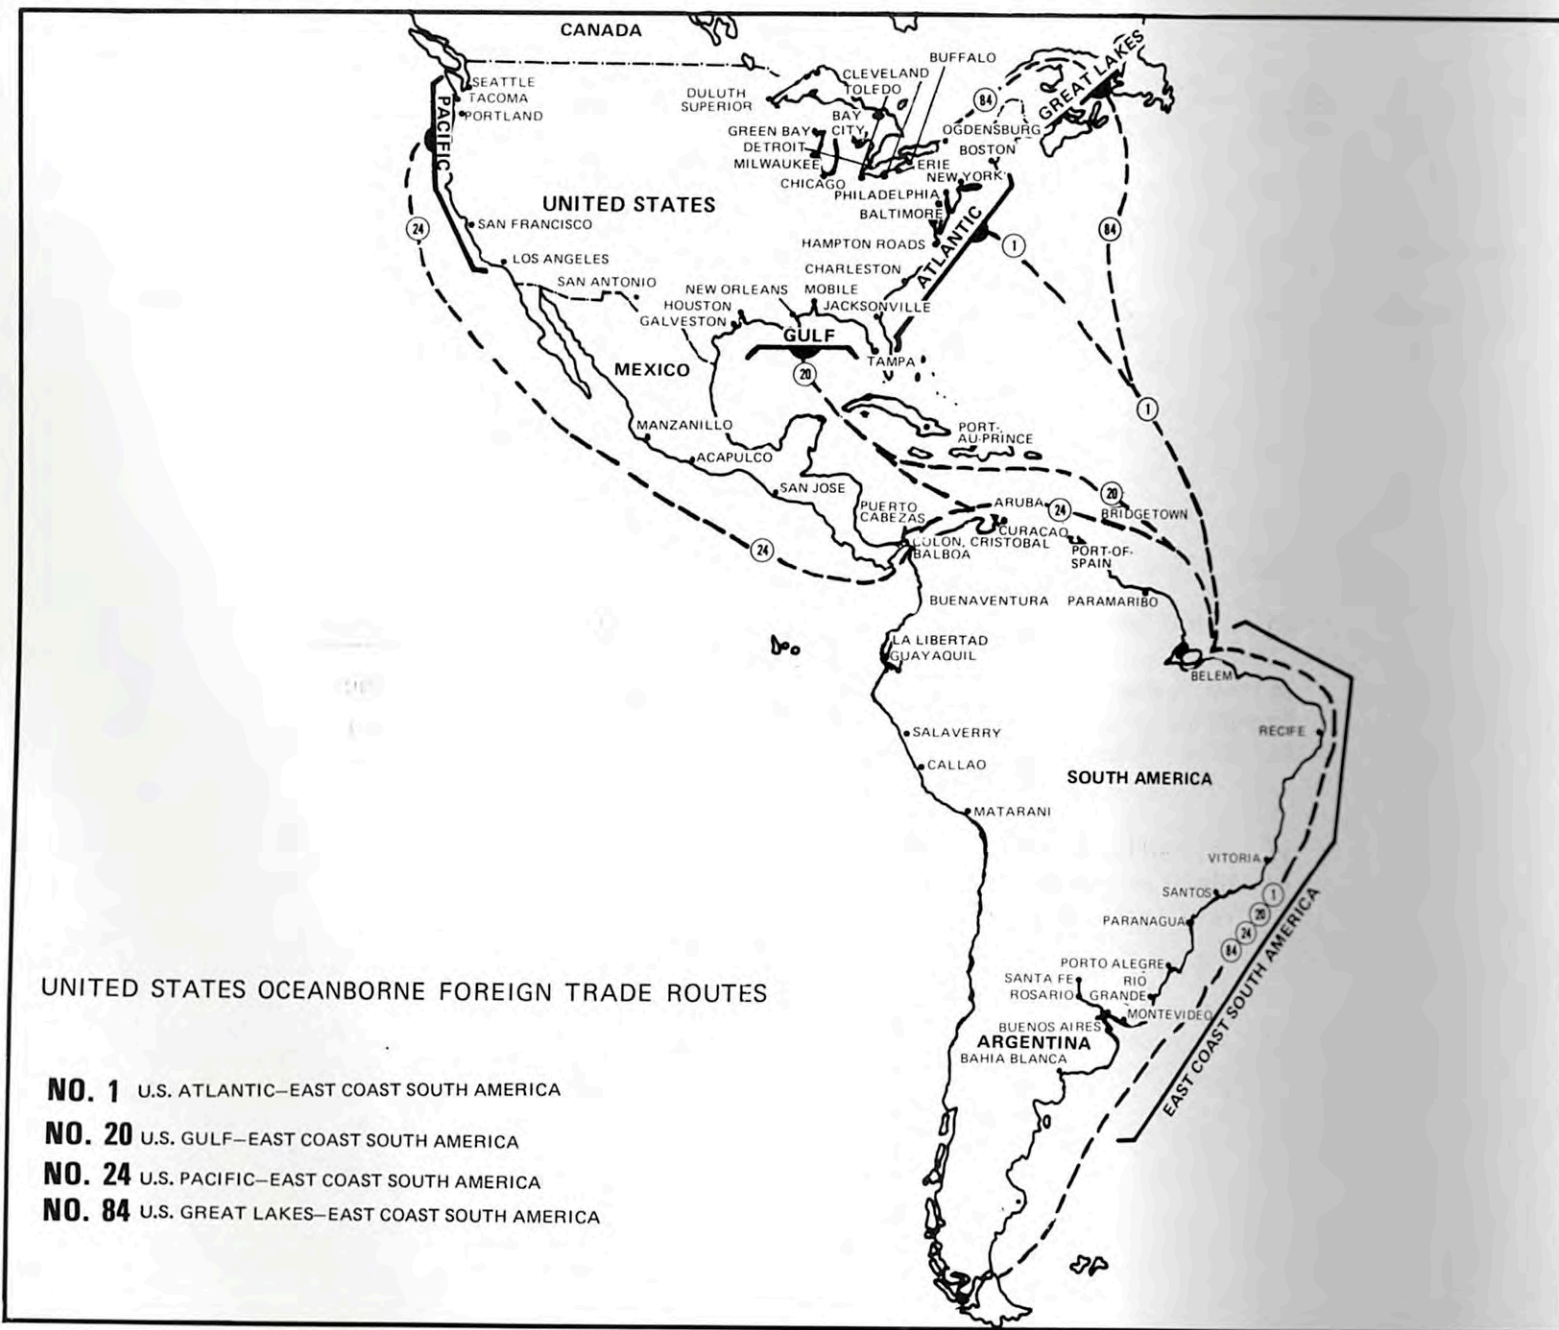 CANADA
BUFFALO
CLEVELAND
TOLEDO
GREAT LAKES
SEATTLE
TACOMA
PORTLAND
PACIFIC
DULUTH
SUPERIOR
84
BAY
CITY
GREEN BAY
DETROIT
MILWAUKEE
CHICAGO
OGDENSBURG
BOSTON
ERIE
NEW YORK
PHILADELPHIA
BALTIMORE
HAMPTON ROADS
ATLANTIC
UNITED STATES
24
SAN FRANCISCO
1
84
LOS ANGELES
CHARLESTON
SAN ANTONIO
NEW ORLEANS
MOBILE
HOUSTON
JACKSONVILLE
GALVESTON
GULF
TAMPA
MEXICO
20
1
MANZANILLO
PORT-
AU-PRINCE
ACAPULCO
SAN JOSE
20
PUERTO
CABEZAS
ARUBA
24
BRIDGETOWN
CURACAO
COLON, CRISTOBAL
BALBOA
PORT-OF-
SPAIN
24
BUENAVENTURA
PARAMARIBO
LA LIBERTAD
GUAYAQUIL
BELEM
SALAVERRY
RECIFE
CALLAO
SOUTH AMERICA
MATARANI
VITORIA
SANTOS
1
20
24
84
PARANAGUA
EAST COAST SOUTH AMERICA
PORTO ALEGRE
SANTA FE
RIO
ROSARIO
GRANDE
MONTEVIDEO
BUENOS AIRES
ARGENTINA
BAHIA BLANCA
UNITED STATES OCEANBORNE FOREIGN TRADE ROUTES
NO. 1 U.S. ATLANTIC—EAST COAST SOUTH AMERICA
NO. 20 U.S. GULF—EAST COAST SOUTH AMERICA
NO. 24 U.S. PACIFIC—EAST COAST SOUTH AMERICA
NO. 84 U.S. GREAT LAKES—EAST COAST SOUTH AMERICA